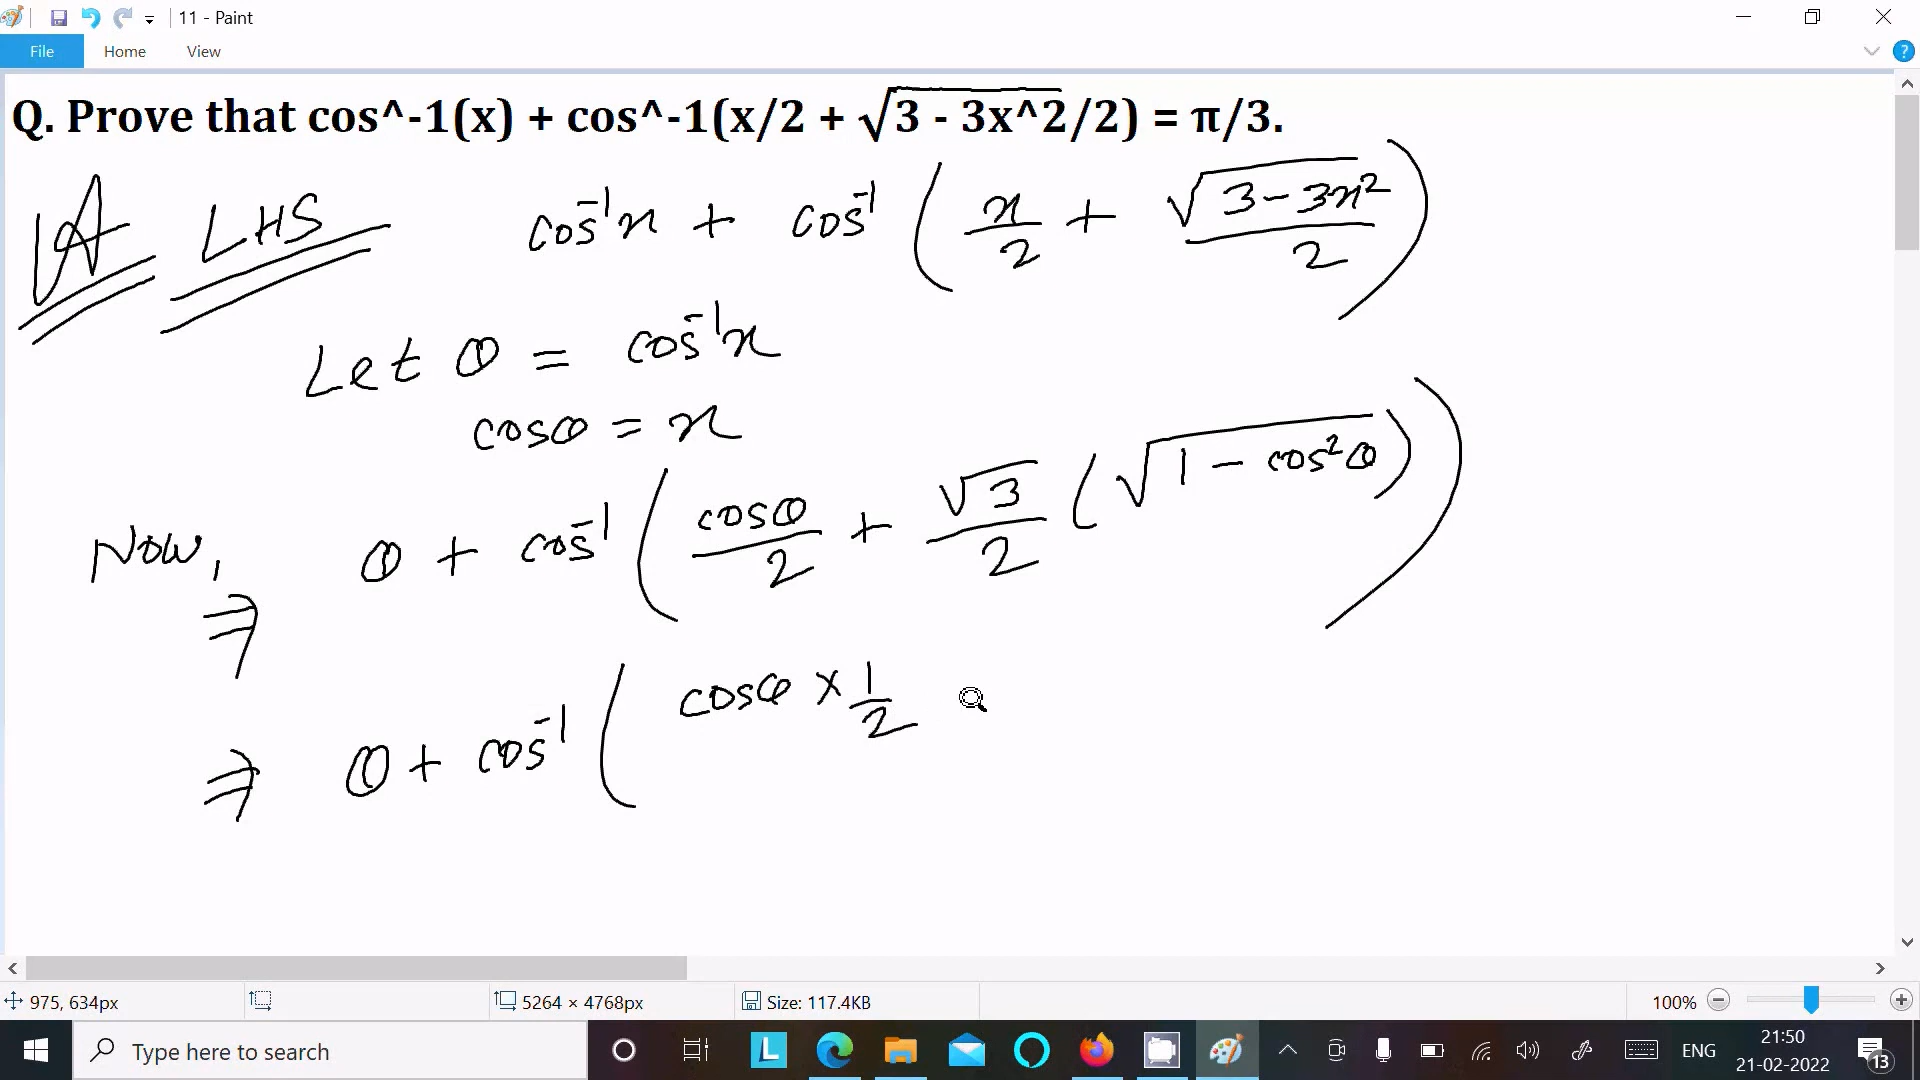 11 - Paint
File Home View
Q. Prove that cos^-1(x) + cos^-1(x/2 + √3 - 3x^2/2) = π/3.
A LHS cos⁻¹x + cos⁻¹(x/2 + √(3-3x²)/2)
Let θ = cos⁻¹x
cosθ = x
Now, θ + cos⁻¹(cosθ/2 + √3/2 (√(1 - cos²θ)))
⇒
⇒ θ + cos⁻¹( cosθ × 1/2
975, 634px 5264 × 4768px Size: 117.4KB 100%
Type here to search
ENG
21:50
21-02-2022
13